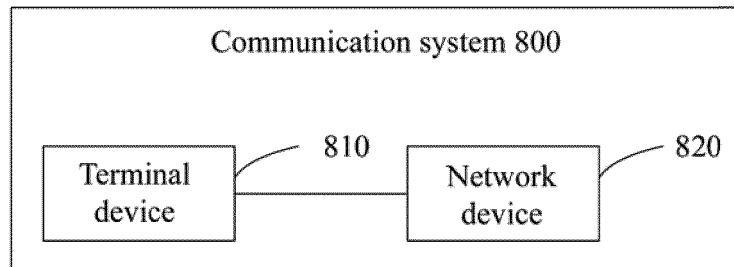 Communication system 800
810
820
Terminal
device
Network
device